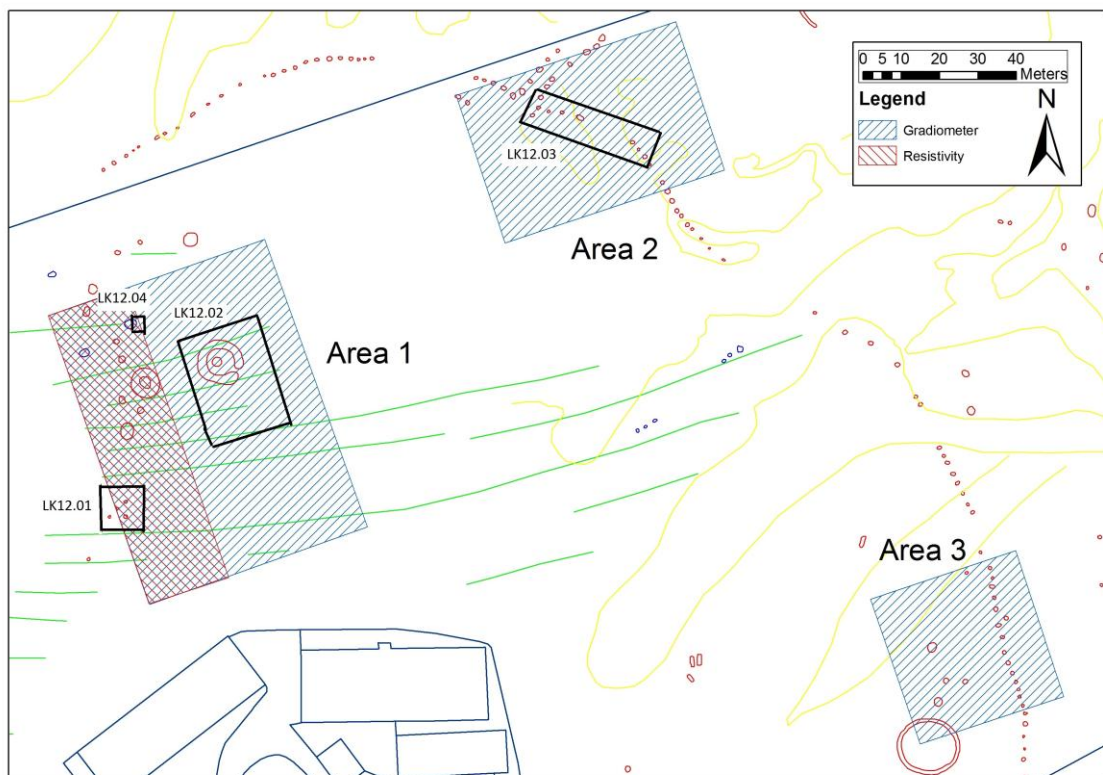 0 5 10 20 30 40
Meters
Legend
N
Gradiometer
Resistivity
LK12.03
Area 2
LK12.04
LK12.02
Area 1
LK12.01
Area 3